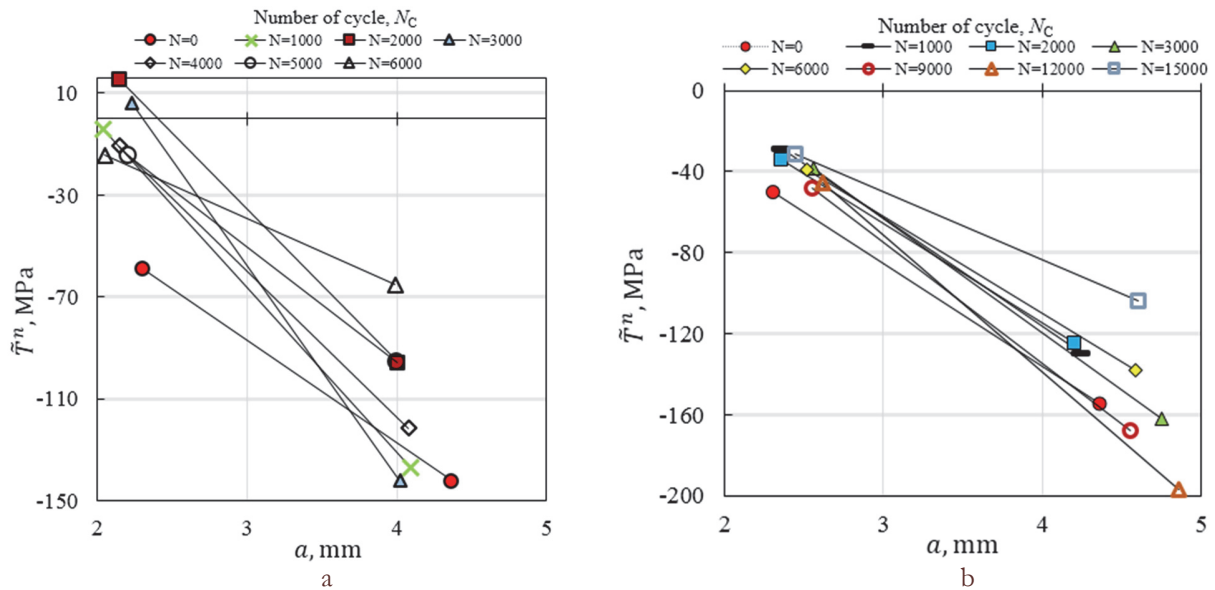 Number of cycle, N_C
N=0 N=1000 N=2000 N=3000
N=4000 N=5000 N=6000
10
-30
-70
-110
-150
T̃ⁿ, MPa
2 3 4 5
a, mm
a
Number of cycle, N_C
N=0 N=1000 N=2000 N=3000
N=6000 N=9000 N=12000 N=15000
0
-40
-80
-120
-160
-200
T̃ⁿ, MPa
2 3 4 5
a, mm
b